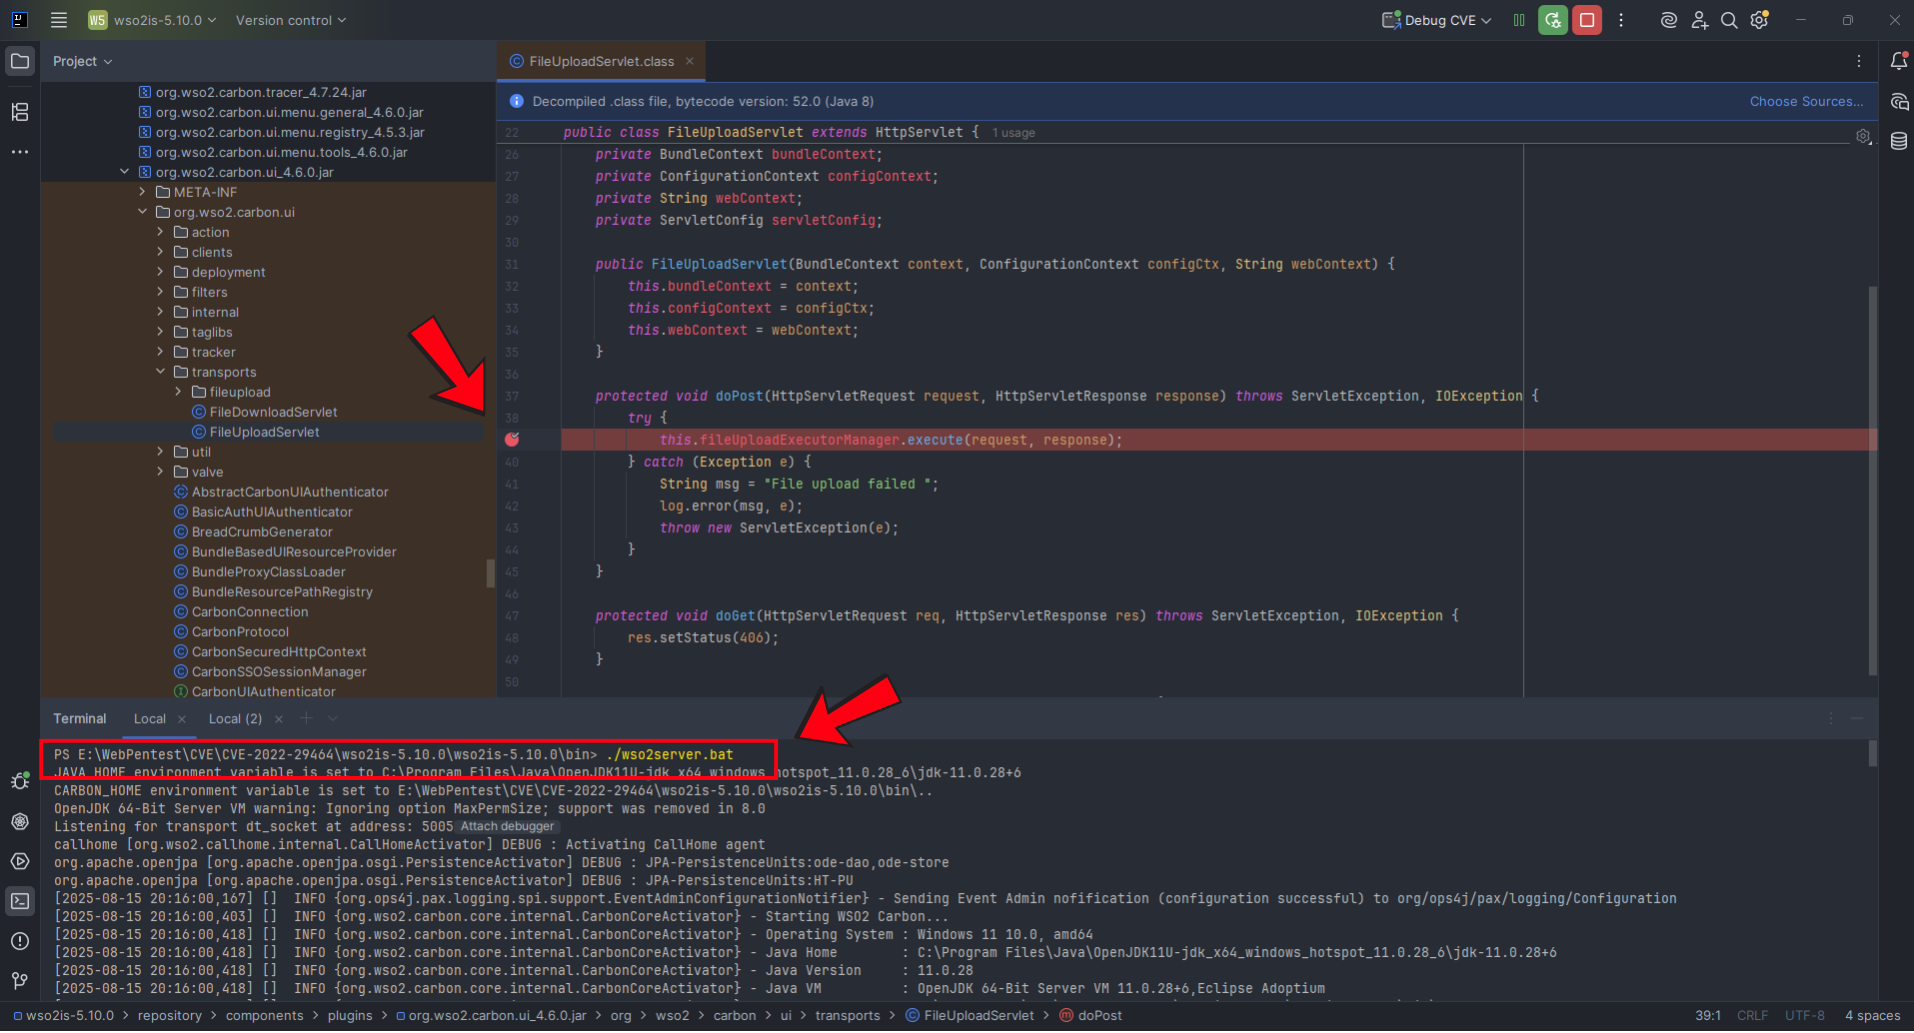 W5 wso2is-5.10.0 Version control Debug CVE
Project
org.wso2.carbon.tracer_4.7.24.jar
org.wso2.carbon.ui.menu.general_4.6.0.jar
org.wso2.carbon.ui.menu.registry_4.5.3.jar
org.wso2.carbon.ui.menu.tools_4.6.0.jar
org.wso2.carbon.ui_4.6.0.jar
META-INF
org.wso2.carbon.ui
action
clients
deployment
filters
internal
taglibs
tracker
transports
fileupload
FileDownloadServlet
FileUploadServlet
util
valve
AbstractCarbonUIAuthenticator
BasicAuthUIAuthenticator
BreadCrumbGenerator
BundleBasedUIResourceProvider
BundleProxyClassLoader
BundleResourcePathRegistry
CarbonConnection
CarbonProtocol
CarbonSecuredHttpContext
CarbonSSOSessionManager
CarbonUIAuthenticator
FileUploadServlet.class
Decompiled .class file, bytecode version: 52.0 (Java 8) Choose Sources...
22 public class FileUploadServlet extends HttpServlet { 1 usage
26 private BundleContext bundleContext;
27 private ConfigurationContext configContext;
28 private String webContext;
29 private ServletConfig servletConfig;
30
31 public FileUploadServlet(BundleContext context, ConfigurationContext configCtx, String webContext) {
32 this.bundleContext = context;
33 this.configContext = configCtx;
34 this.webContext = webContext;
35 }
36
37 protected void doPost(HttpServletRequest request, HttpServletResponse response) throws ServletException, IOException {
38 try {
this.fileUploadExecutorManager.execute(request, response);
40 } catch (Exception e) {
41 String msg = "File upload failed ";
42 log.error(msg, e);
43 throw new ServletException(e);
44 }
45 }
46
47 protected void doGet(HttpServletRequest req, HttpServletResponse res) throws ServletException, IOException {
48 res.setStatus(406);
49 }
50
Terminal Local Local (2)
PS E:\WebPentest\CVE\CVE-2022-29464\wso2is-5.10.0\wso2is-5.10.0\bin> ./wso2server.bat
JAVA_HOME environment variable is set to C:\Program Files\Java\OpenJDK11U-jdk_x64_windows_hotspot_11.0.28_6\jdk-11.0.28+6
CARBON_HOME environment variable is set to E:\WebPentest\CVE\CVE-2022-29464\wso2is-5.10.0\wso2is-5.10.0\bin\..
OpenJDK 64-Bit Server VM warning: Ignoring option MaxPermSize; support was removed in 8.0
Listening for transport dt_socket at address: 5005 Attach debugger
callhome [org.wso2.callhome.internal.CallHomeActivator] DEBUG : Activating CallHome agent
org.apache.openjpa [org.apache.openjpa.osgi.PersistenceActivator] DEBUG : JPA-PersistenceUnits:ode-dao,ode-store
org.apache.openjpa [org.apache.openjpa.osgi.PersistenceActivator] DEBUG : JPA-PersistenceUnits:HT-PU
[2025-08-15 20:16:00,167] [] INFO {org.ops4j.pax.logging.spi.support.EventAdminConfigurationNotifier} - Sending Event Admin nofification (configuration successful) to org/ops4j/pax/logging/Configuration
[2025-08-15 20:16:00,403] [] INFO {org.wso2.carbon.core.internal.CarbonCoreActivator} - Starting WSO2 Carbon...
[2025-08-15 20:16:00,418] [] INFO {org.wso2.carbon.core.internal.CarbonCoreActivator} - Operating System : Windows 11 10.0, amd64
[2025-08-15 20:16:00,418] [] INFO {org.wso2.carbon.core.internal.CarbonCoreActivator} - Java Home : C:\Program Files\Java\OpenJDK11U-jdk_x64_windows_hotspot_11.0.28_6\jdk-11.0.28+6
[2025-08-15 20:16:00,418] [] INFO {org.wso2.carbon.core.internal.CarbonCoreActivator} - Java Version : 11.0.28
[2025-08-15 20:16:00,418] [] INFO {org.wso2.carbon.core.internal.CarbonCoreActivator} - Java VM : OpenJDK 64-Bit Server VM 11.0.28+6,Eclipse Adoptium
wso2is-5.10.0 > repository > components > plugins > org.wso2.carbon.ui_4.6.0.jar > org > wso2 > carbon > ui > transports > FileUploadServlet > doPost 39:1 CRLF UTF-8 4 spaces